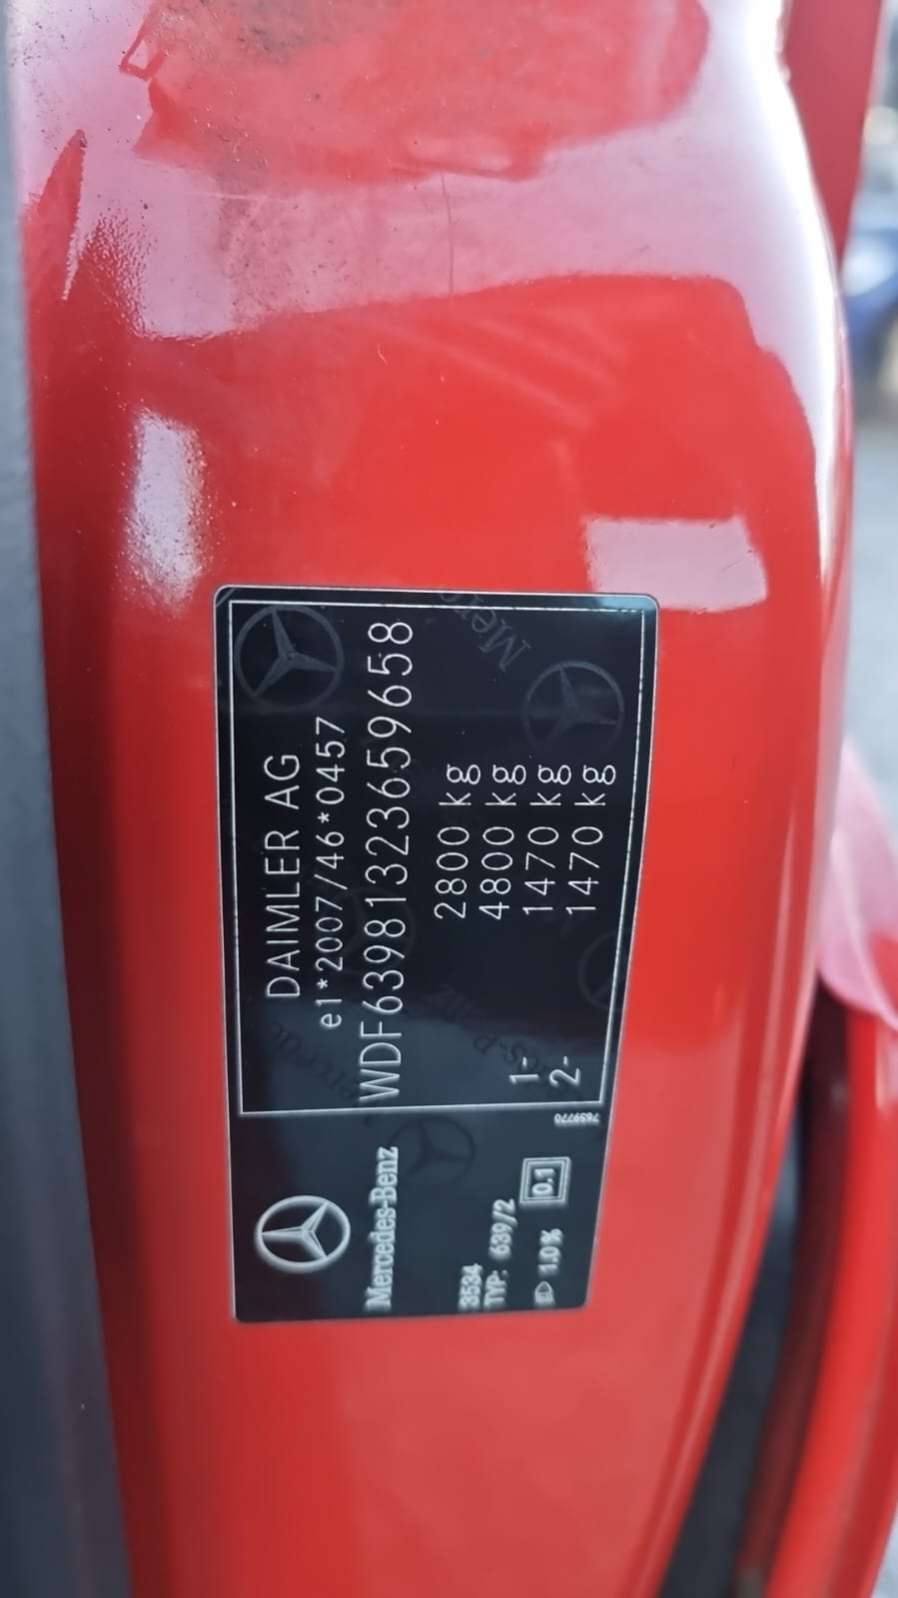 DAIMLER AG
e1*2007/46*0457
WDF63981323659658
2800 kg
4800 kg
1- 1470 kg
2- 1470 kg
Mercedes-Benz
3534
TYP: 639/2
1.0%
0.1
7659770